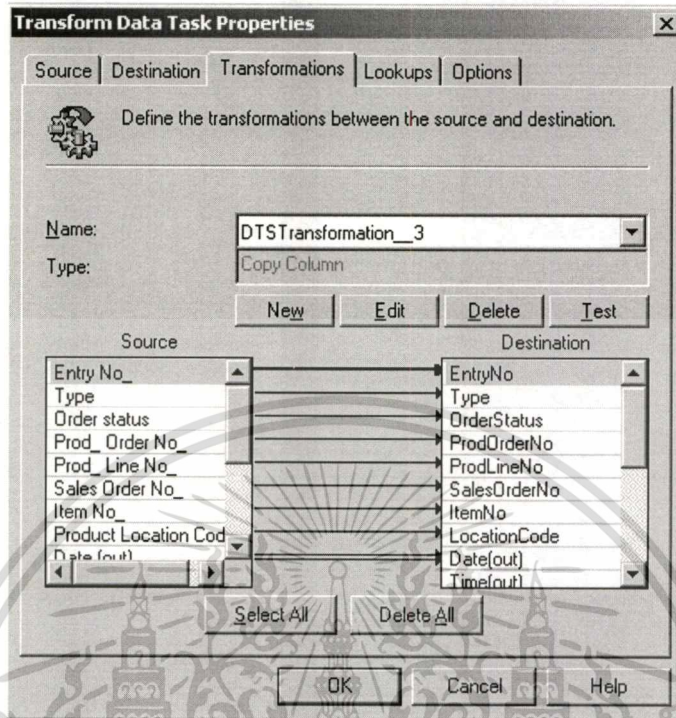 Transform Data Task Properties
Source Destination Transformations Lookups Options
Define the transformations between the source and destination.
Name: DTSTransformation__3
Type: Copy Column
New Edit Delete Test
Source Destination
Entry No_ EntryNo
Type Type
Order status OrderStatus
Prod_ Order No_ ProdOrderNo
Prod_ Line No_ ProdLineNo
Sales Order No_ SalesOrderNo
Item No_ ItemNo
Product Location Cod LocationCode
Date (out) Date(out)
Time(out)
Select All Delete All
OK Cancel Help